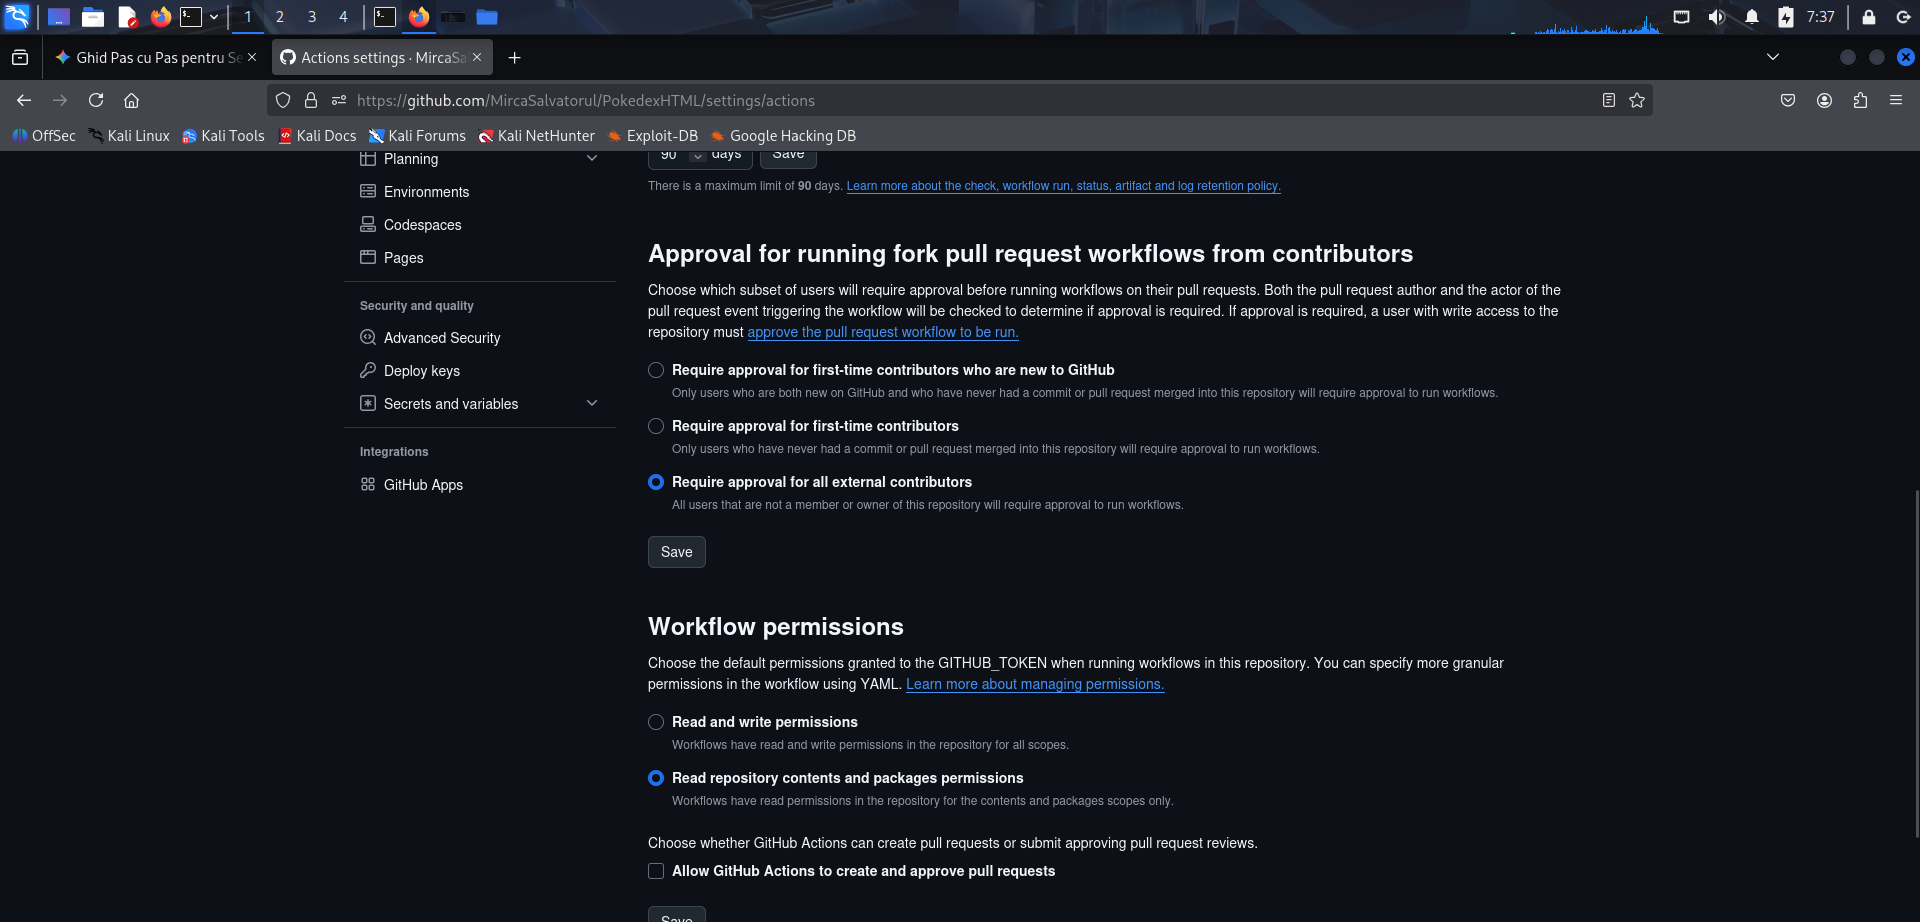 1 2 3 4
7:37
Ghid Pas cu Pas pentru Se
Actions settings · MircaSa
https://github.com/MircaSalvatorul/PokedexHTML/settings/actions
OffSec Kali Linux Kali Tools Kali Docs Kali Forums Kali NetHunter Exploit-DB Google Hacking DB
Planning
Environments
Codespaces
Pages
Security and quality
Advanced Security
Deploy keys
Secrets and variables
Integrations
GitHub Apps
90 days Save
There is a maximum limit of 90 days. Learn more about the check, workflow run, status, artifact and log retention policy.
Approval for running fork pull request workflows from contributors
Choose which subset of users will require approval before running workflows on their pull requests. Both the pull request author and the actor of the
pull request event triggering the workflow will be checked to determine if approval is required. If approval is required, a user with write access to the
repository must approve the pull request workflow to be run.
Require approval for first-time contributors who are new to GitHub
Only users who are both new on GitHub and who have never had a commit or pull request merged into this repository will require approval to run workflows.
Require approval for first-time contributors
Only users who have never had a commit or pull request merged into this repository will require approval to run workflows.
Require approval for all external contributors
All users that are not a member or owner of this repository will require approval to run workflows.
Save
Workflow permissions
Choose the default permissions granted to the GITHUB_TOKEN when running workflows in this repository. You can specify more granular
permissions in the workflow using YAML. Learn more about managing permissions.
Read and write permissions
Workflows have read and write permissions in the repository for all scopes.
Read repository contents and packages permissions
Workflows have read permissions in the repository for the contents and packages scopes only.
Choose whether GitHub Actions can create pull requests or submit approving pull request reviews.
Allow GitHub Actions to create and approve pull requests
Save